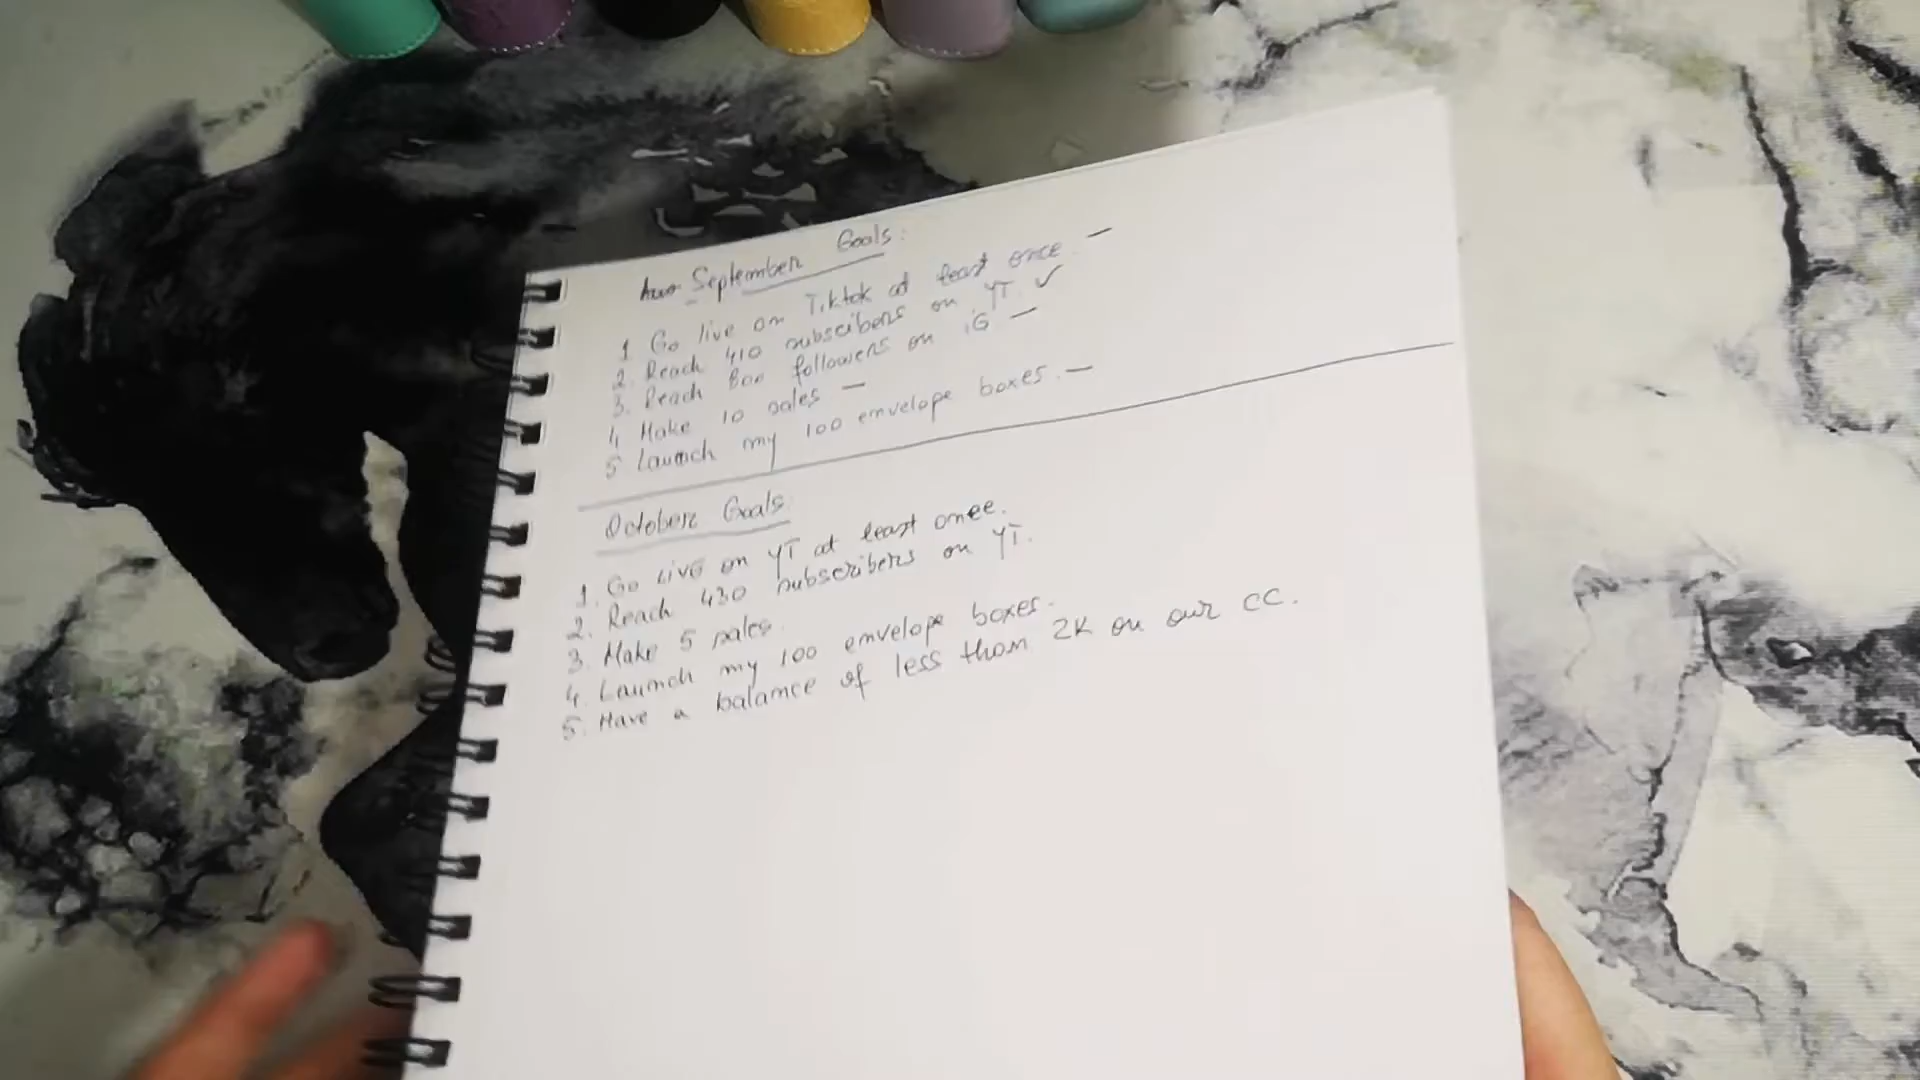 September Goals:
1 Go live on Tiktok at least once. —
2. Reach 410 subscibers on YT. ✓
3. Reach 800 followers on iG —
4 Make 10 sales —
5 Launch my 100 envelope boxes. —
October Goals:
1. Go LiVE on YT at least once.
2. Reach 430 subscribers on YT.
3. Make 5 sales.
4. Launch my 100 envelope boxes.
5. Have a balance of less than 2K on our CC.